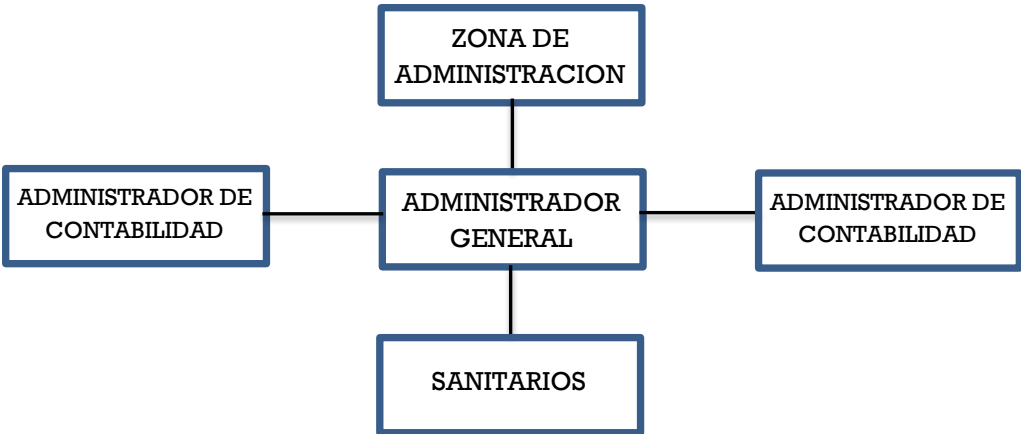 ZONA DE
ADMINISTRACION
ADMINISTRADOR DE
CONTABILIDAD
ADMINISTRADOR
GENERAL
ADMINISTRADOR DE
CONTABILIDAD
SANITARIOS